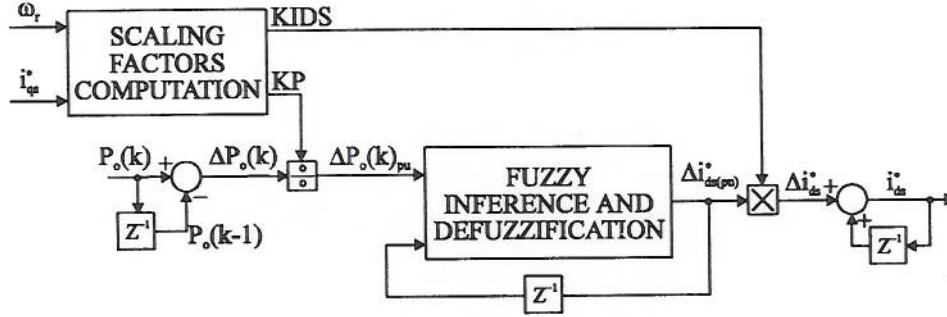 ω_r
KIDS
SCALING
FACTORS
COMPUTATION
i*_qs
KP
P_o(k)
+
ΔP_o(k)
÷
ΔP_o(k)_pu
−
Z⁻¹
P_o(k-1)
FUZZY
INFERENCE AND
DEFUZZIFICATION
Δi*_ds(pu)
×
Δi*_ds
+
i*_ds
+
Z⁻¹
Z⁻¹